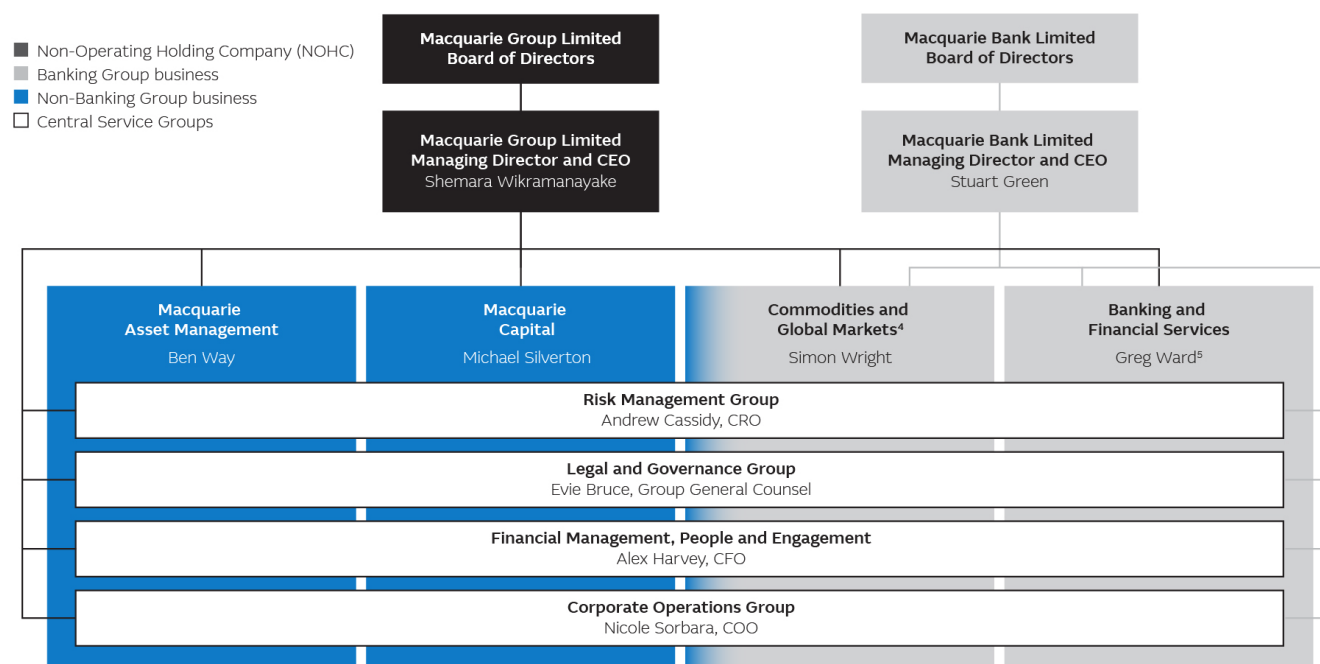 Non-Operating Holding Company (NOHC)
Banking Group business
Non-Banking Group business
Central Service Groups
Macquarie Group Limited
Board of Directors
Macquarie Bank Limited
Board of Directors
Macquarie Group Limited
Managing Director and CEO
Shemara Wikramanayake
Macquarie Bank Limited
Managing Director and CEO
Stuart Green
Macquarie
Asset Management
Ben Way
Macquarie
Capital
Michael Silverton
Commodities and
Global Markets⁴
Simon Wright
Banking and
Financial Services
Greg Ward⁵
Risk Management Group
Andrew Cassidy, CRO
Legal and Governance Group
Evie Bruce, Group General Counsel
Financial Management, People and Engagement
Alex Harvey, CFO
Corporate Operations Group
Nicole Sorbara, COO